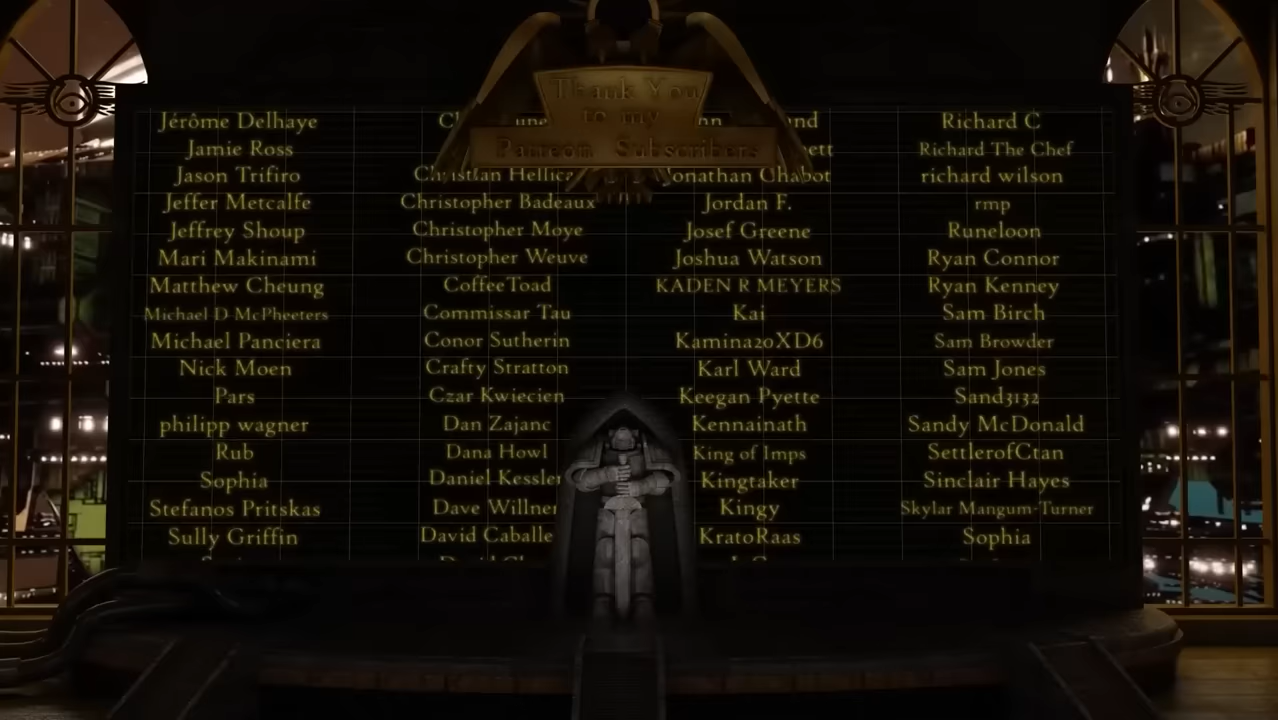 Thank You
to my
Patreon Subscribers
Jérôme Delhaye
Jamie Ross
Jason Trifiro
Jeffer Metcalfe
Jeffrey Shoup
Mari Makinami
Matthew Cheung
Michael D McPheeters
Michael Panciera
Nick Moen
Pars
philipp wagner
Rub
Sophia
Stefanos Pritskas
Sully Griffin
Christian
Christopher Badeaux
Christopher Moye
Christopher Weuve
CoffeeToad
Commissar Tau
Conor Sutherin
Crafty Stratton
Czar Kwiecien
Dan Zajanc
Dana Howl
Daniel Kessler
Dave Willner
David Caballe
Jonathan Chabot
Jordan F.
Josef Greene
Joshua Watson
KADEN R MEYERS
Kai
Kamina20XD6
Karl Ward
Keegan Pyette
Kennainath
King of Imps
Kingtaker
Kingy
KratoRaas
Richard C
Richard The Chef
richard wilson
rmp
Runeloon
Ryan Connor
Ryan Kenney
Sam Birch
Sam Browder
Sam Jones
Sand3132
Sandy McDonald
SettlerofCtan
Sinclair Hayes
Skylar Mangum-Turner
Sophia